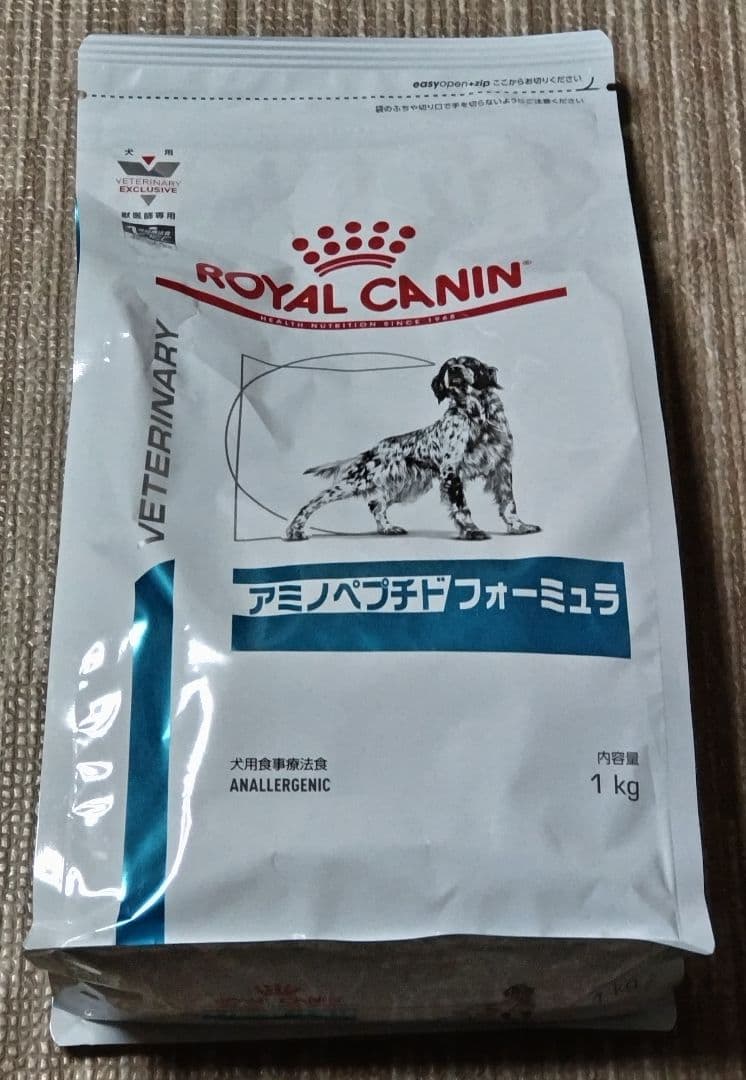 easyopen+zip ここからお切りください
袋のふちや切り口で手を切らないようにご注意ください
犬 用
VETERINARY
EXCLUSIVE
獣医師専用
ROYAL CANIN
HEALTH NUTRITION SINCE 1968
VETERINARY
アミノペプチドフォーミュラ
犬用食事療法食
ANALLERGENIC
内容量
1 kg
ROYAL CANIN
1 kg